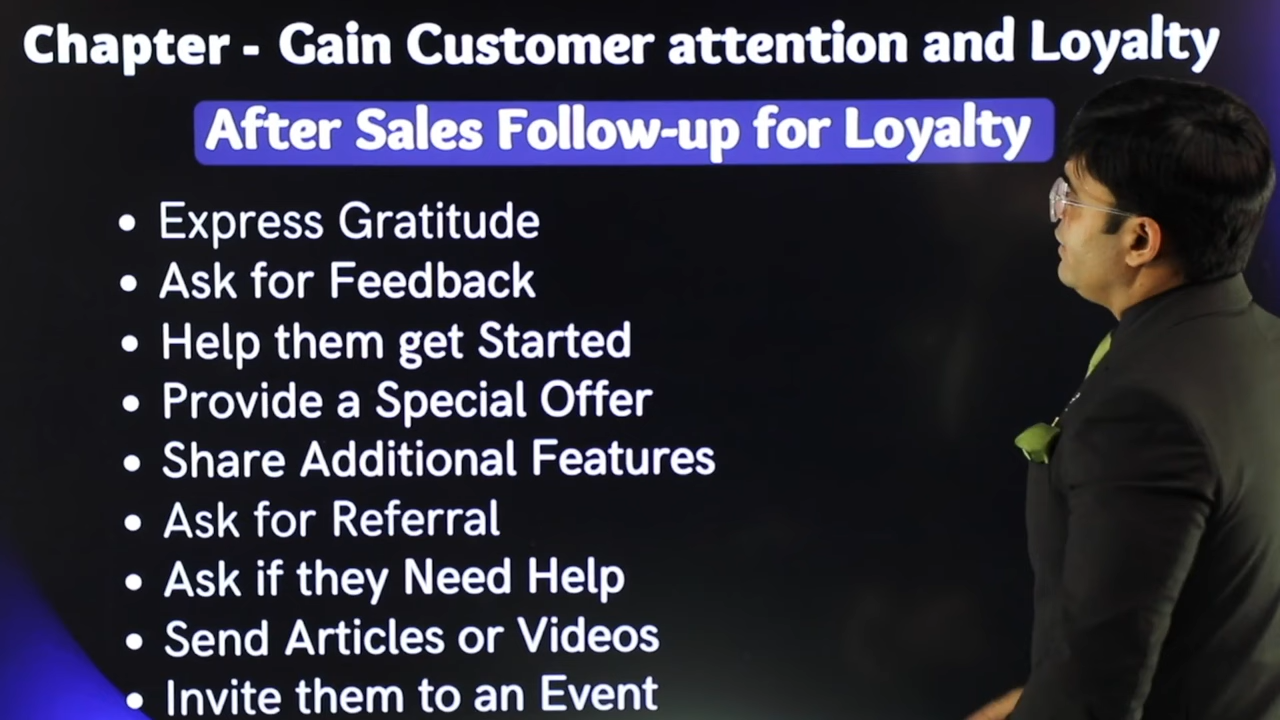 Chapter - Gain Customer attention and Loyalty
After Sales Follow-up for Loyalty
• Express Gratitude
• Ask for Feedback
• Help them get Started
• Provide a Special Offer
• Share Additional Features
• Ask for Referral
• Ask if they Need Help
• Send Articles or Videos
• Invite them to an Event